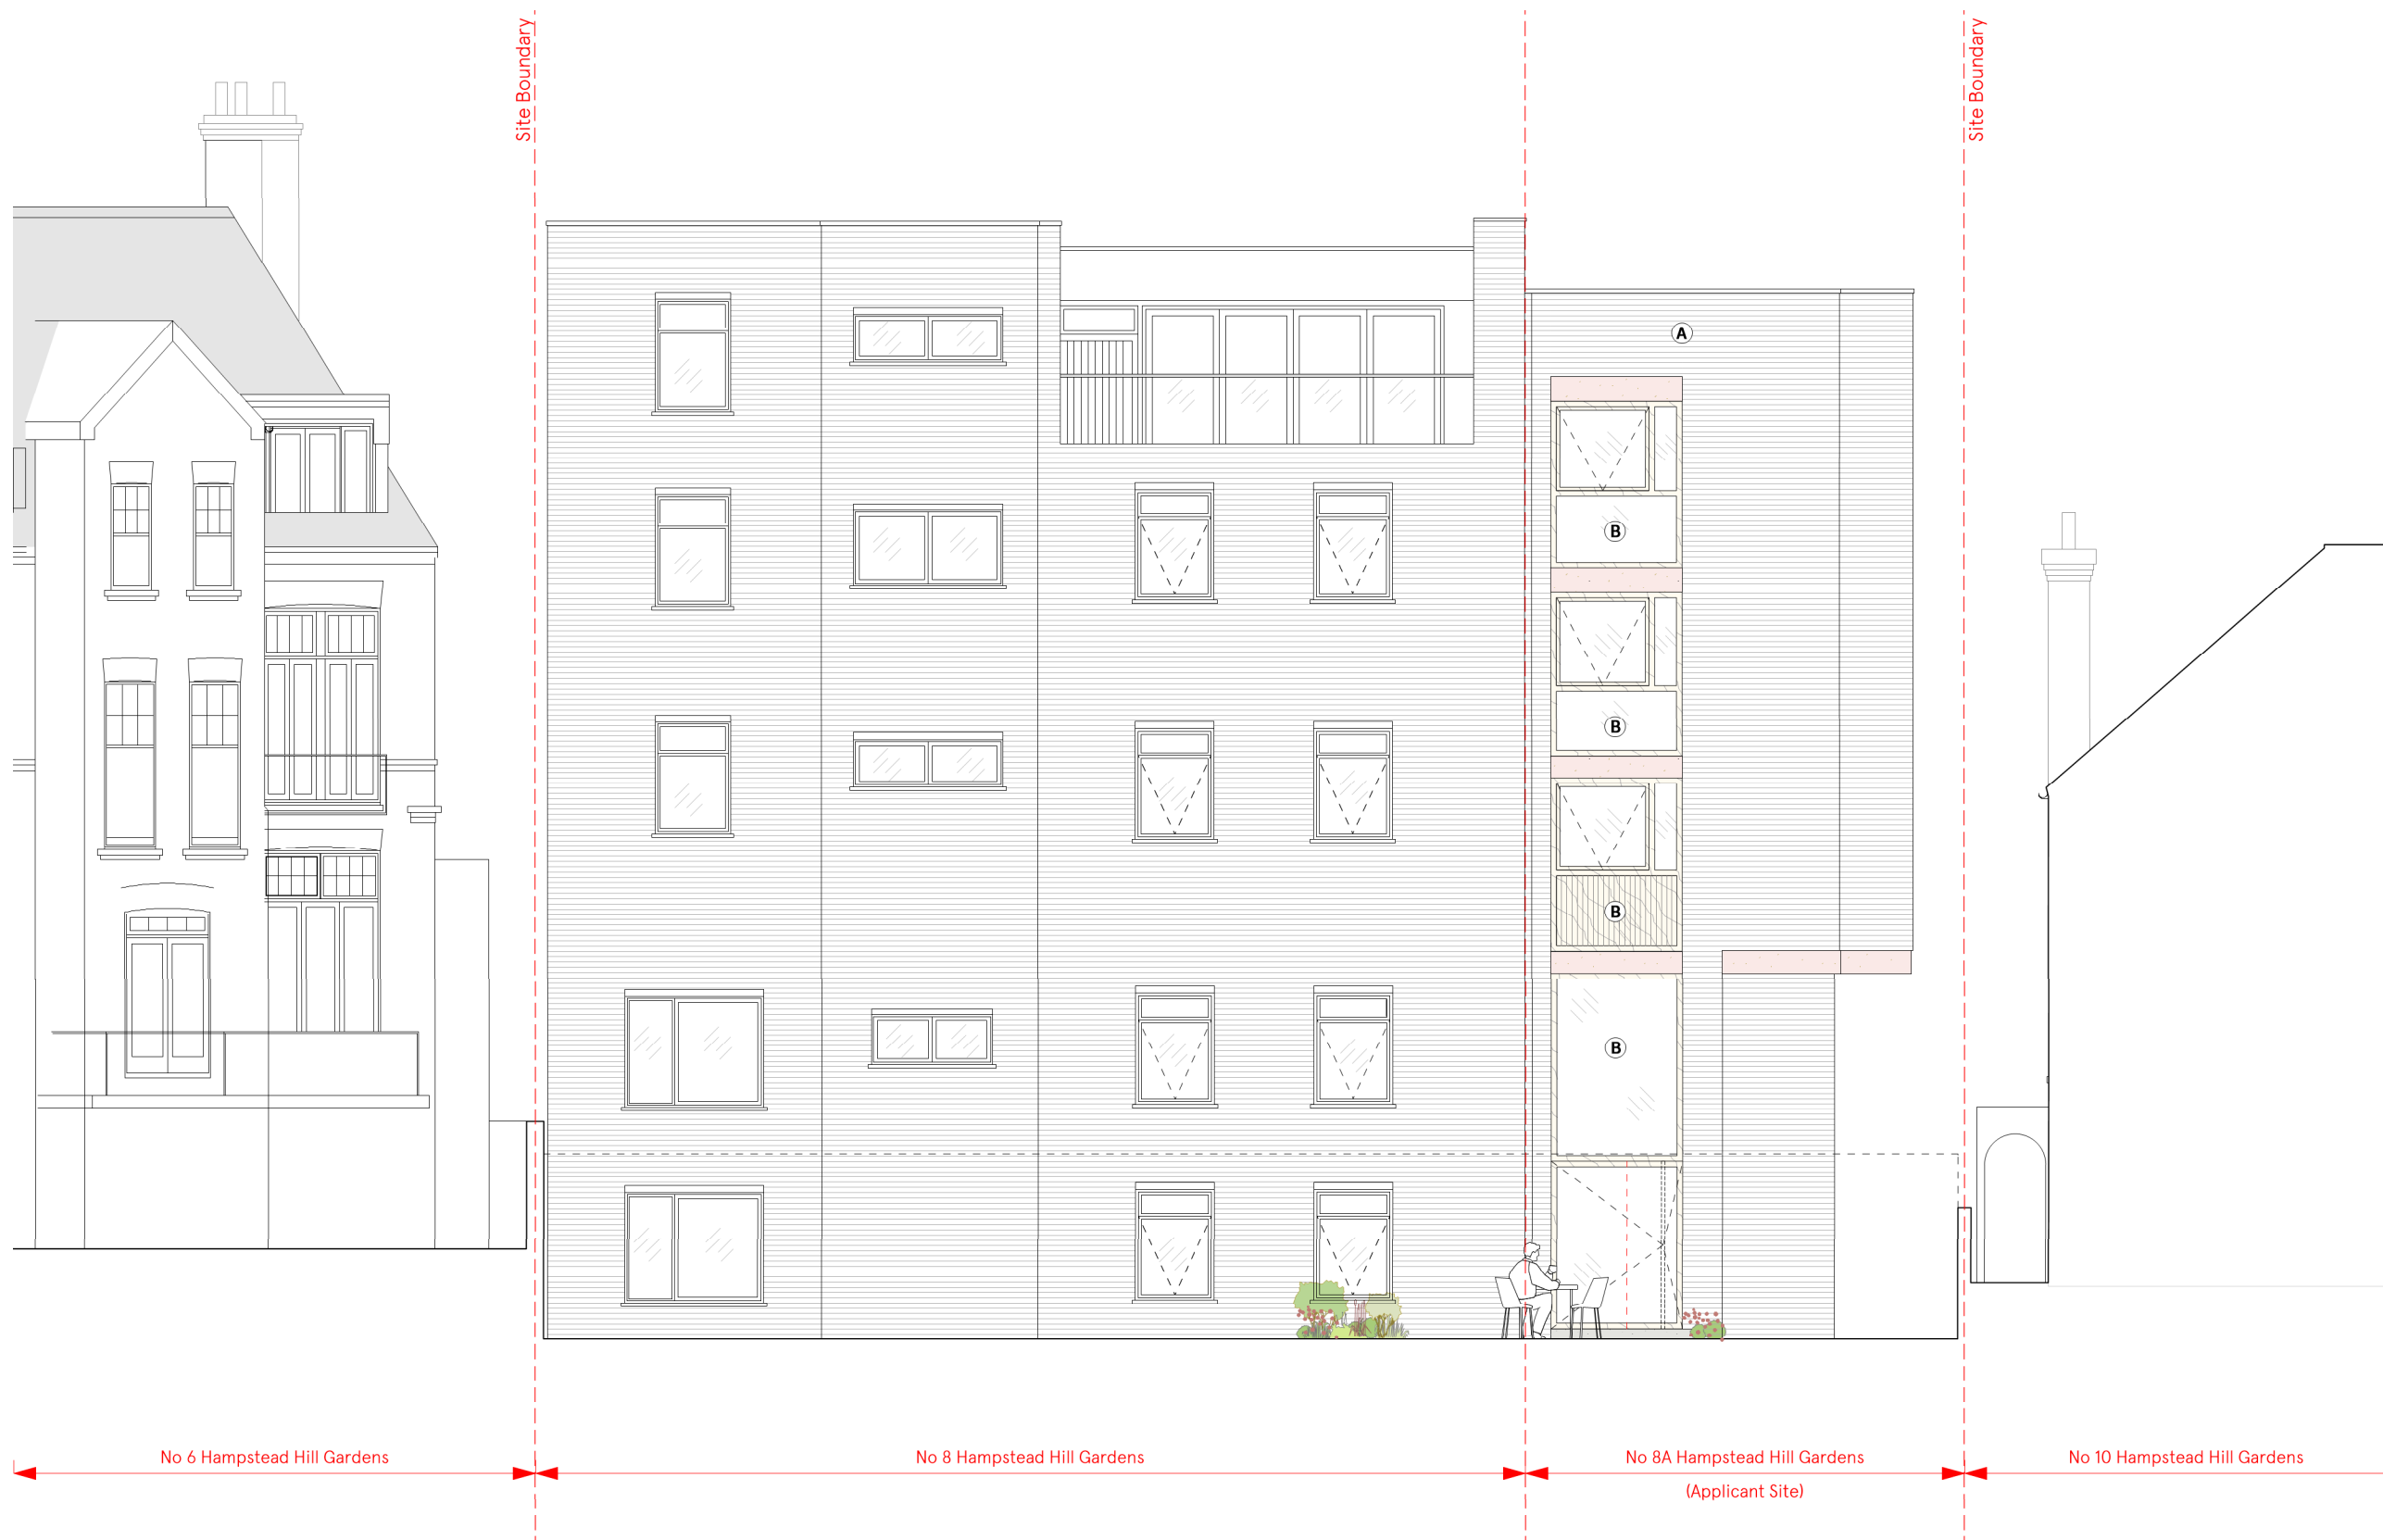 Site Boundary
Site Boundary
A
B
B
B
B
No 6 Hampstead Hill Gardens
No 8 Hampstead Hill Gardens
No 8A Hampstead Hill Gardens
(Applicant Site)
No 10 Hampstead Hill Gardens